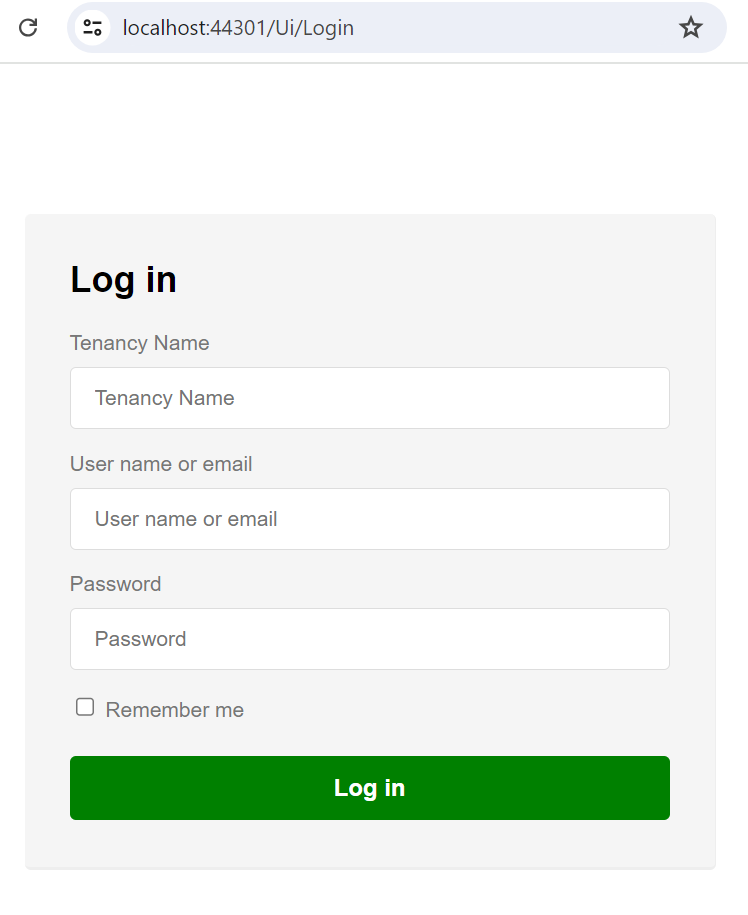 localhost:44301/Ui/Login
Log in
Tenancy Name
Tenancy Name
User name or email
User name or email
Password
Password
Remember me
Log in